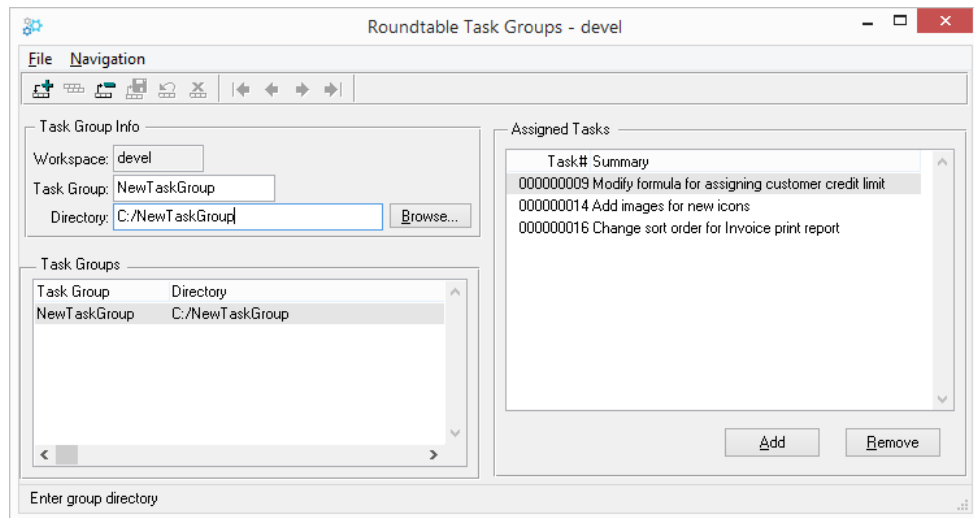 Roundtable Task Groups - devel
File Navigation
Task Group Info
Workspace: devel
Task Group: NewTaskGroup
Directory: C:/NewTaskGroup Browse...
Task Groups
Task Group Directory
NewTaskGroup C:/NewTaskGroup
Assigned Tasks
Task# Summary
000000009 Modify formula for assigning customer credit limit
000000014 Add images for new icons
000000016 Change sort order for Invoice print report
Add Remove
Enter group directory